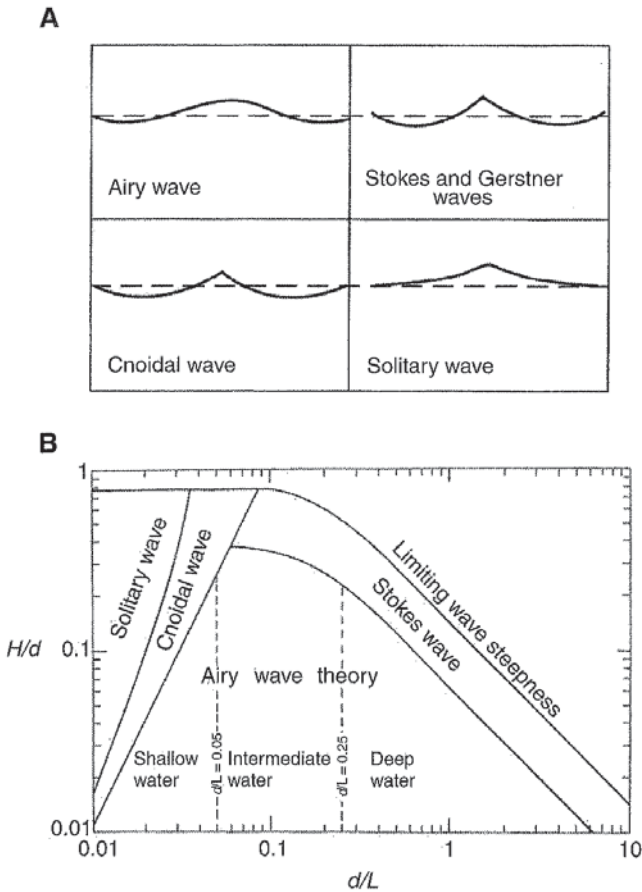 A
Airy wave
Stokes and Gerstner
waves
Cnoidal wave
Solitary wave
B
1
0.1
0.01
H/d
Solitary wave
Cnoidal wave
Limiting wave steepness
Stokes wave
Airy wave theory
Shallow
water
d/L = 0.05
Intermediate
water
d/L = 0.25
Deep
water
0.01
0.1
1
10
d/L